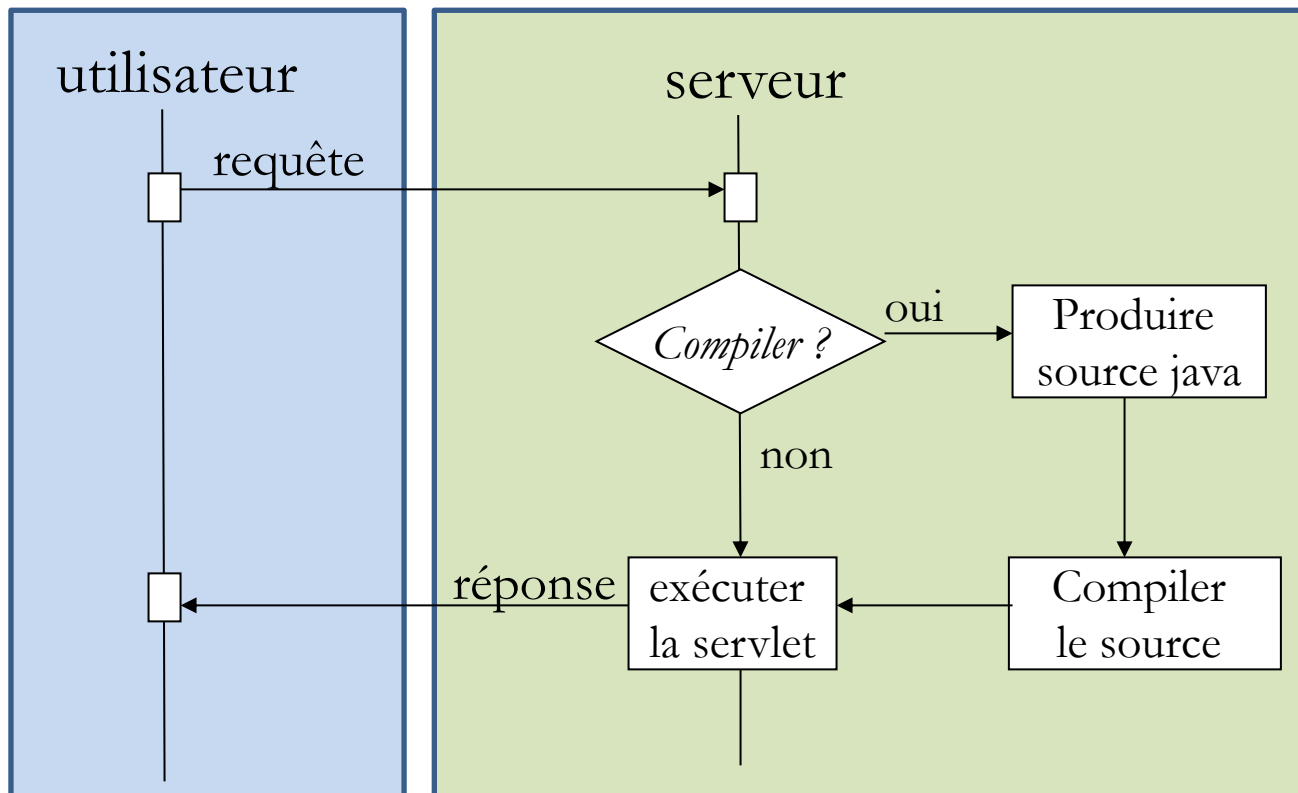 utilisateur
serveur
requête
Compiler ?
oui
Produire
source java
non
réponse
exécuter
la servlet
Compiler
le source